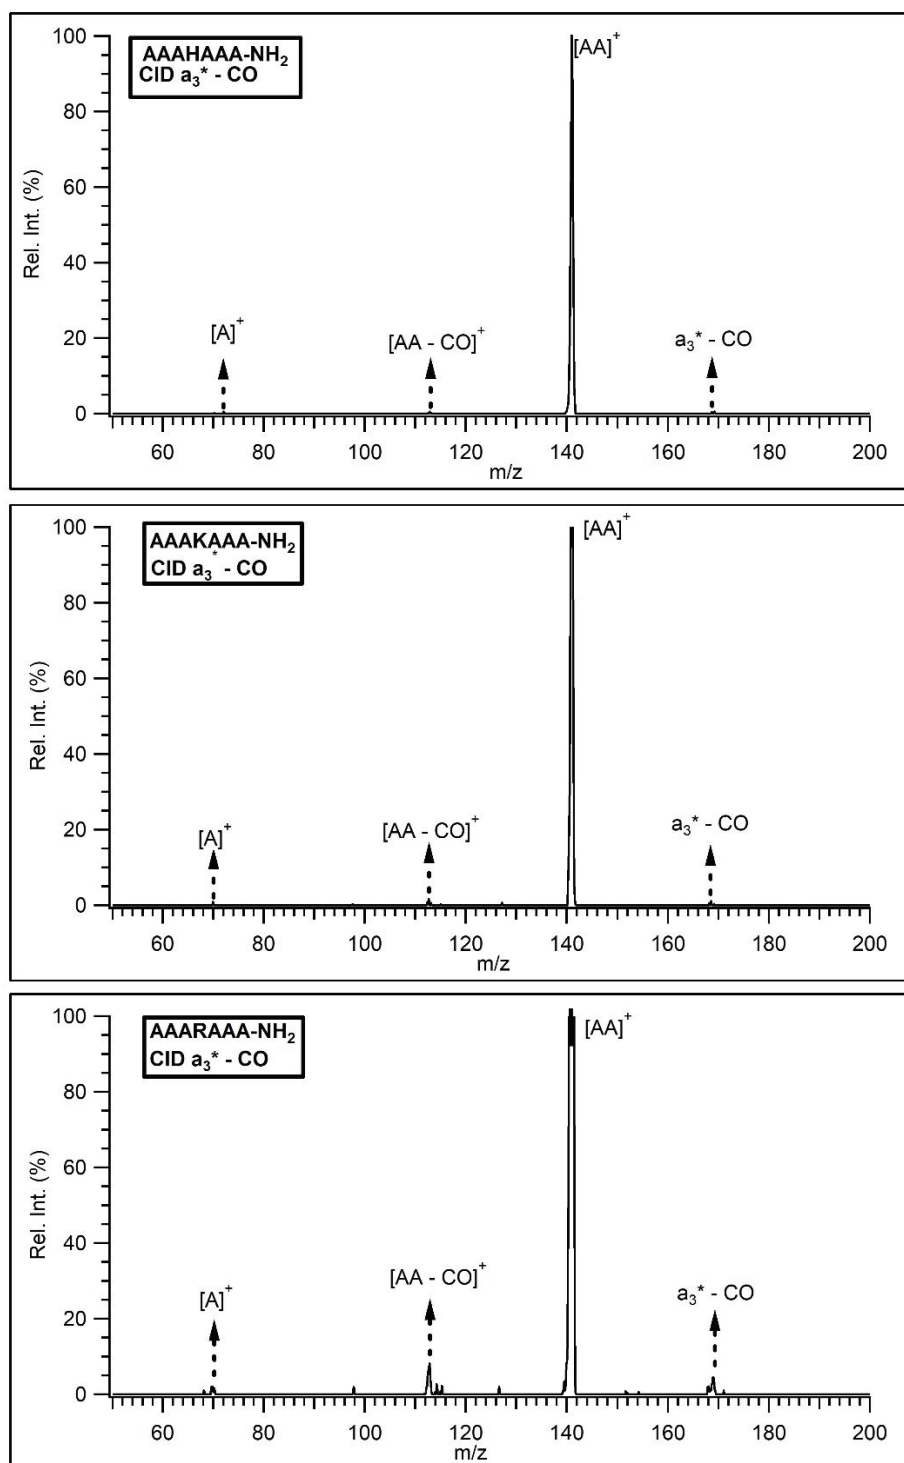 AAAHAAA-NH2
CID a3* - CO
[AA]+
[A]+
[AA - CO]+
a3* - CO
Rel. Int. (%)
100
80
60
40
20
0
60 80 100 120 140 160 180 200
m/z
AAAKAAA-NH2
CID a3* - CO
[AA]+
[A]+
[AA - CO]+
a3* - CO
Rel. Int. (%)
100
80
60
40
20
0
60 80 100 120 140 160 180 200
m/z
AAARAAA-NH2
CID a3* - CO
[AA]+
[A]+
[AA - CO]+
a3* - CO
Rel. Int. (%)
100
80
60
40
20
0
60 80 100 120 140 160 180 200
m/z